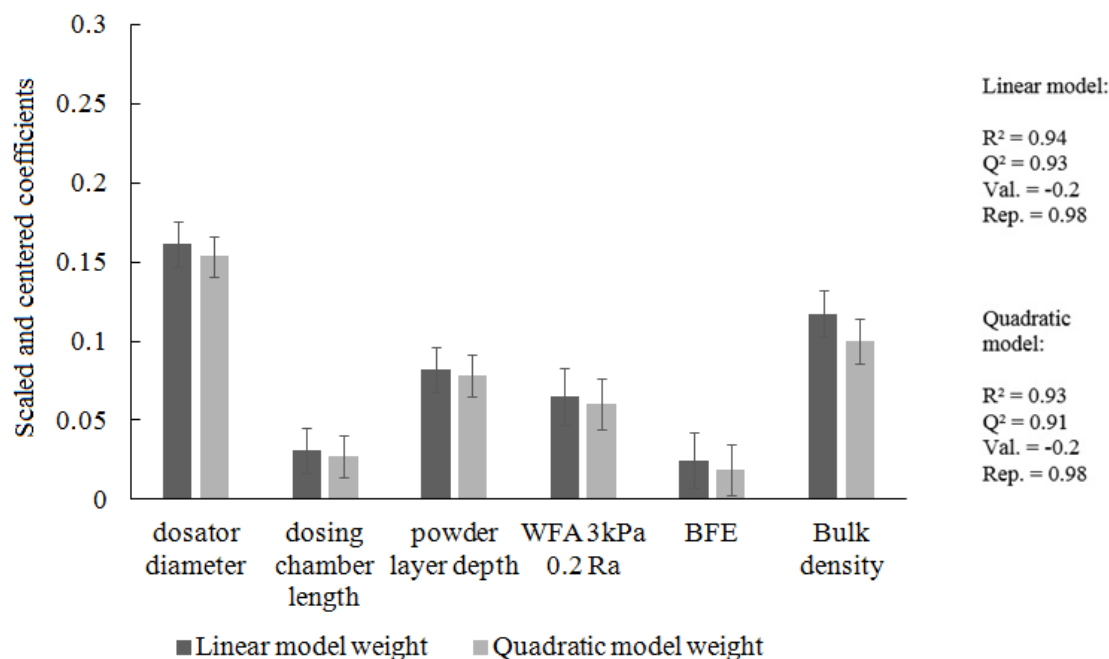 Scaled and centered coefficients
0.3
0.25
0.2
0.15
0.1
0.05
0
dosator
diameter
dosing
chamber
length
powder
layer depth
WFA 3kPa
0.2 Ra
BFE
Bulk
density
Linear model weight
Quadratic model weight
Linear model:
R² = 0.94
Q² = 0.93
Val. = -0.2
Rep. = 0.98
Quadratic
model:
R² = 0.93
Q² = 0.91
Val. = -0.2
Rep. = 0.98